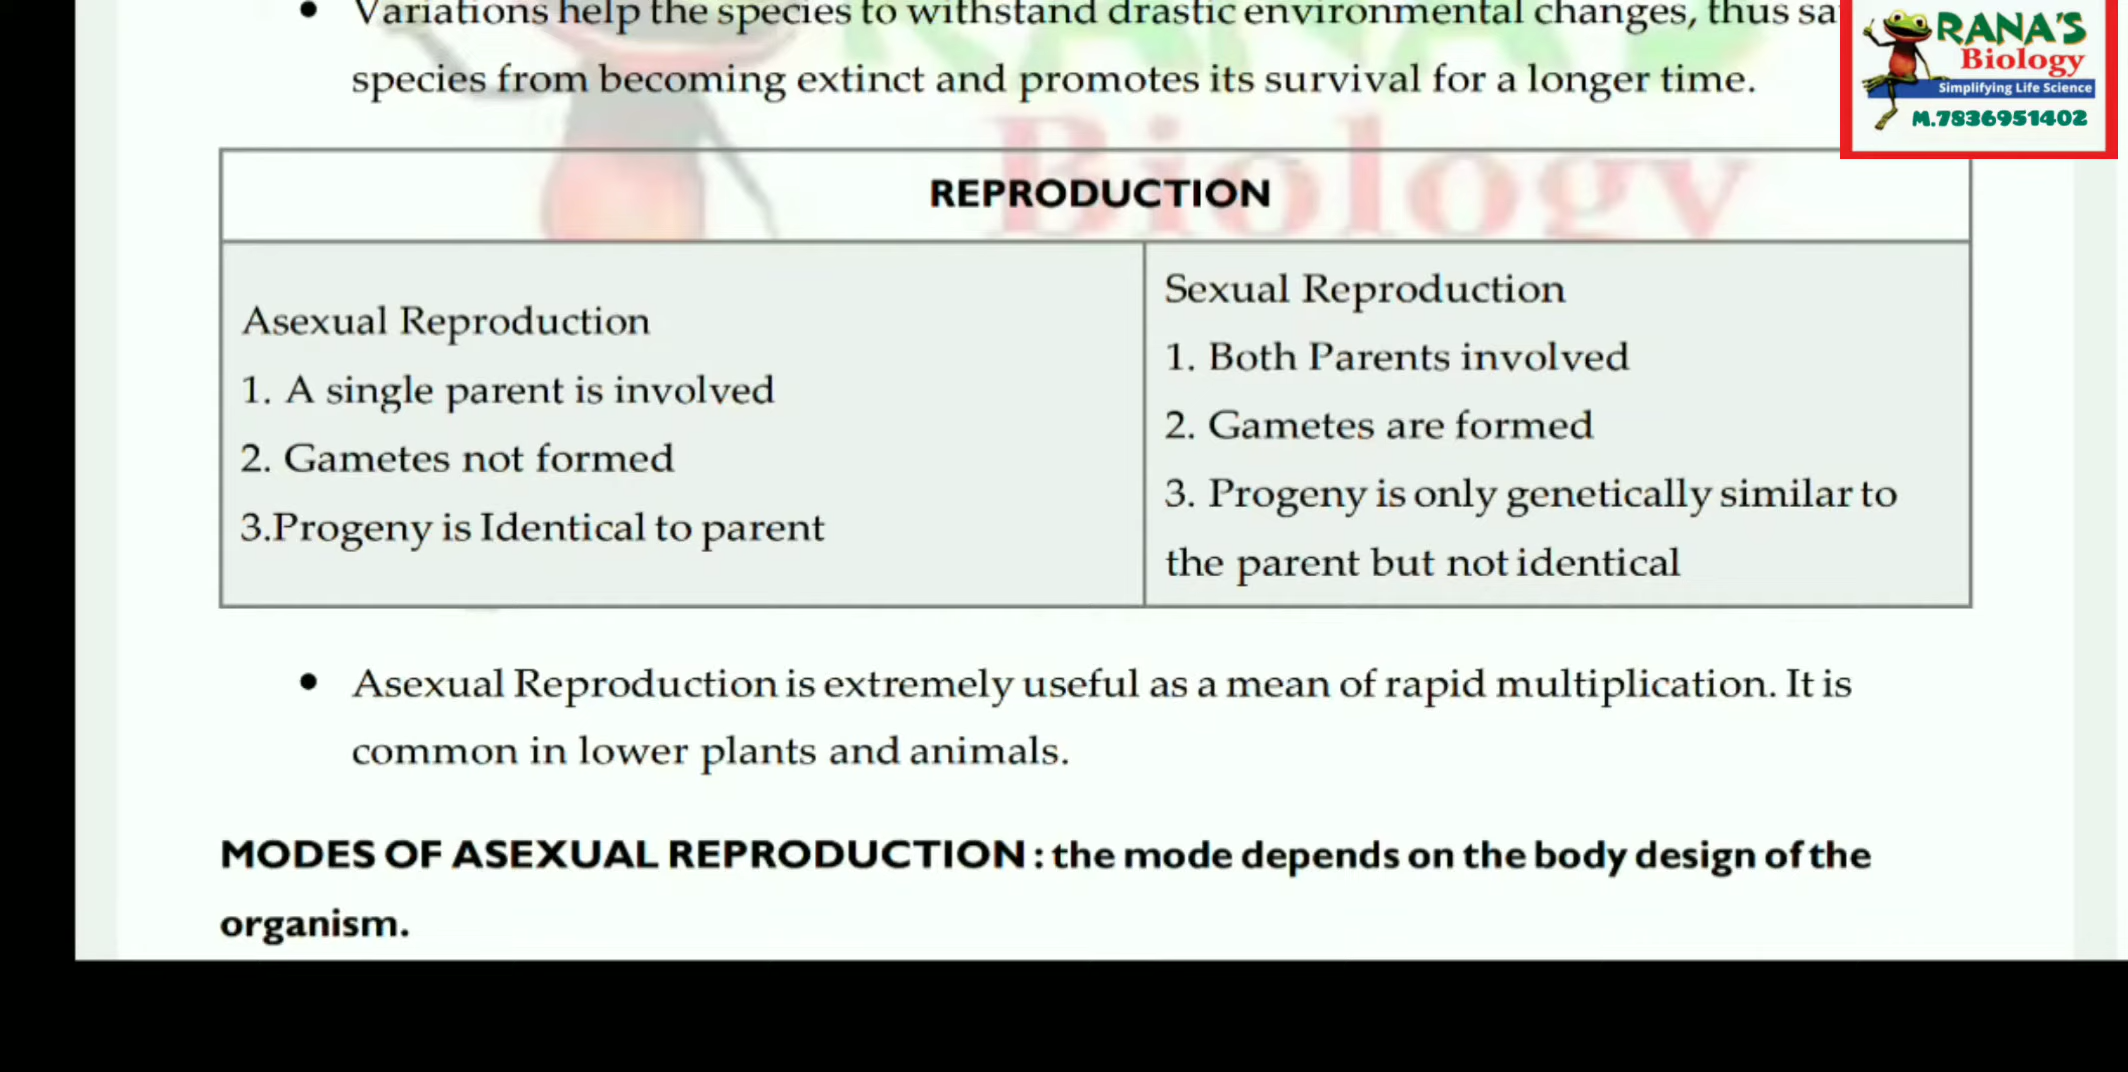 Variations help the species to withstand drastic environmental changes, thus
species from becoming extinct and promotes its survival for a longer time.
RANA'S
Biology
Simplifying Life Science
M.7836951402
REPRODUCTION
Asexual Reproduction
1. A single parent is involved
2. Gametes not formed
3.Progeny is Identical to parent
Sexual Reproduction
1. Both Parents involved
2. Gametes are formed
3. Progeny is only genetically similar to
the parent but not identical
Asexual Reproduction is extremely useful as a mean of rapid multiplication. It is
common in lower plants and animals.
MODES OF ASEXUAL REPRODUCTION : the mode depends on the body design of the
organism.
Biology